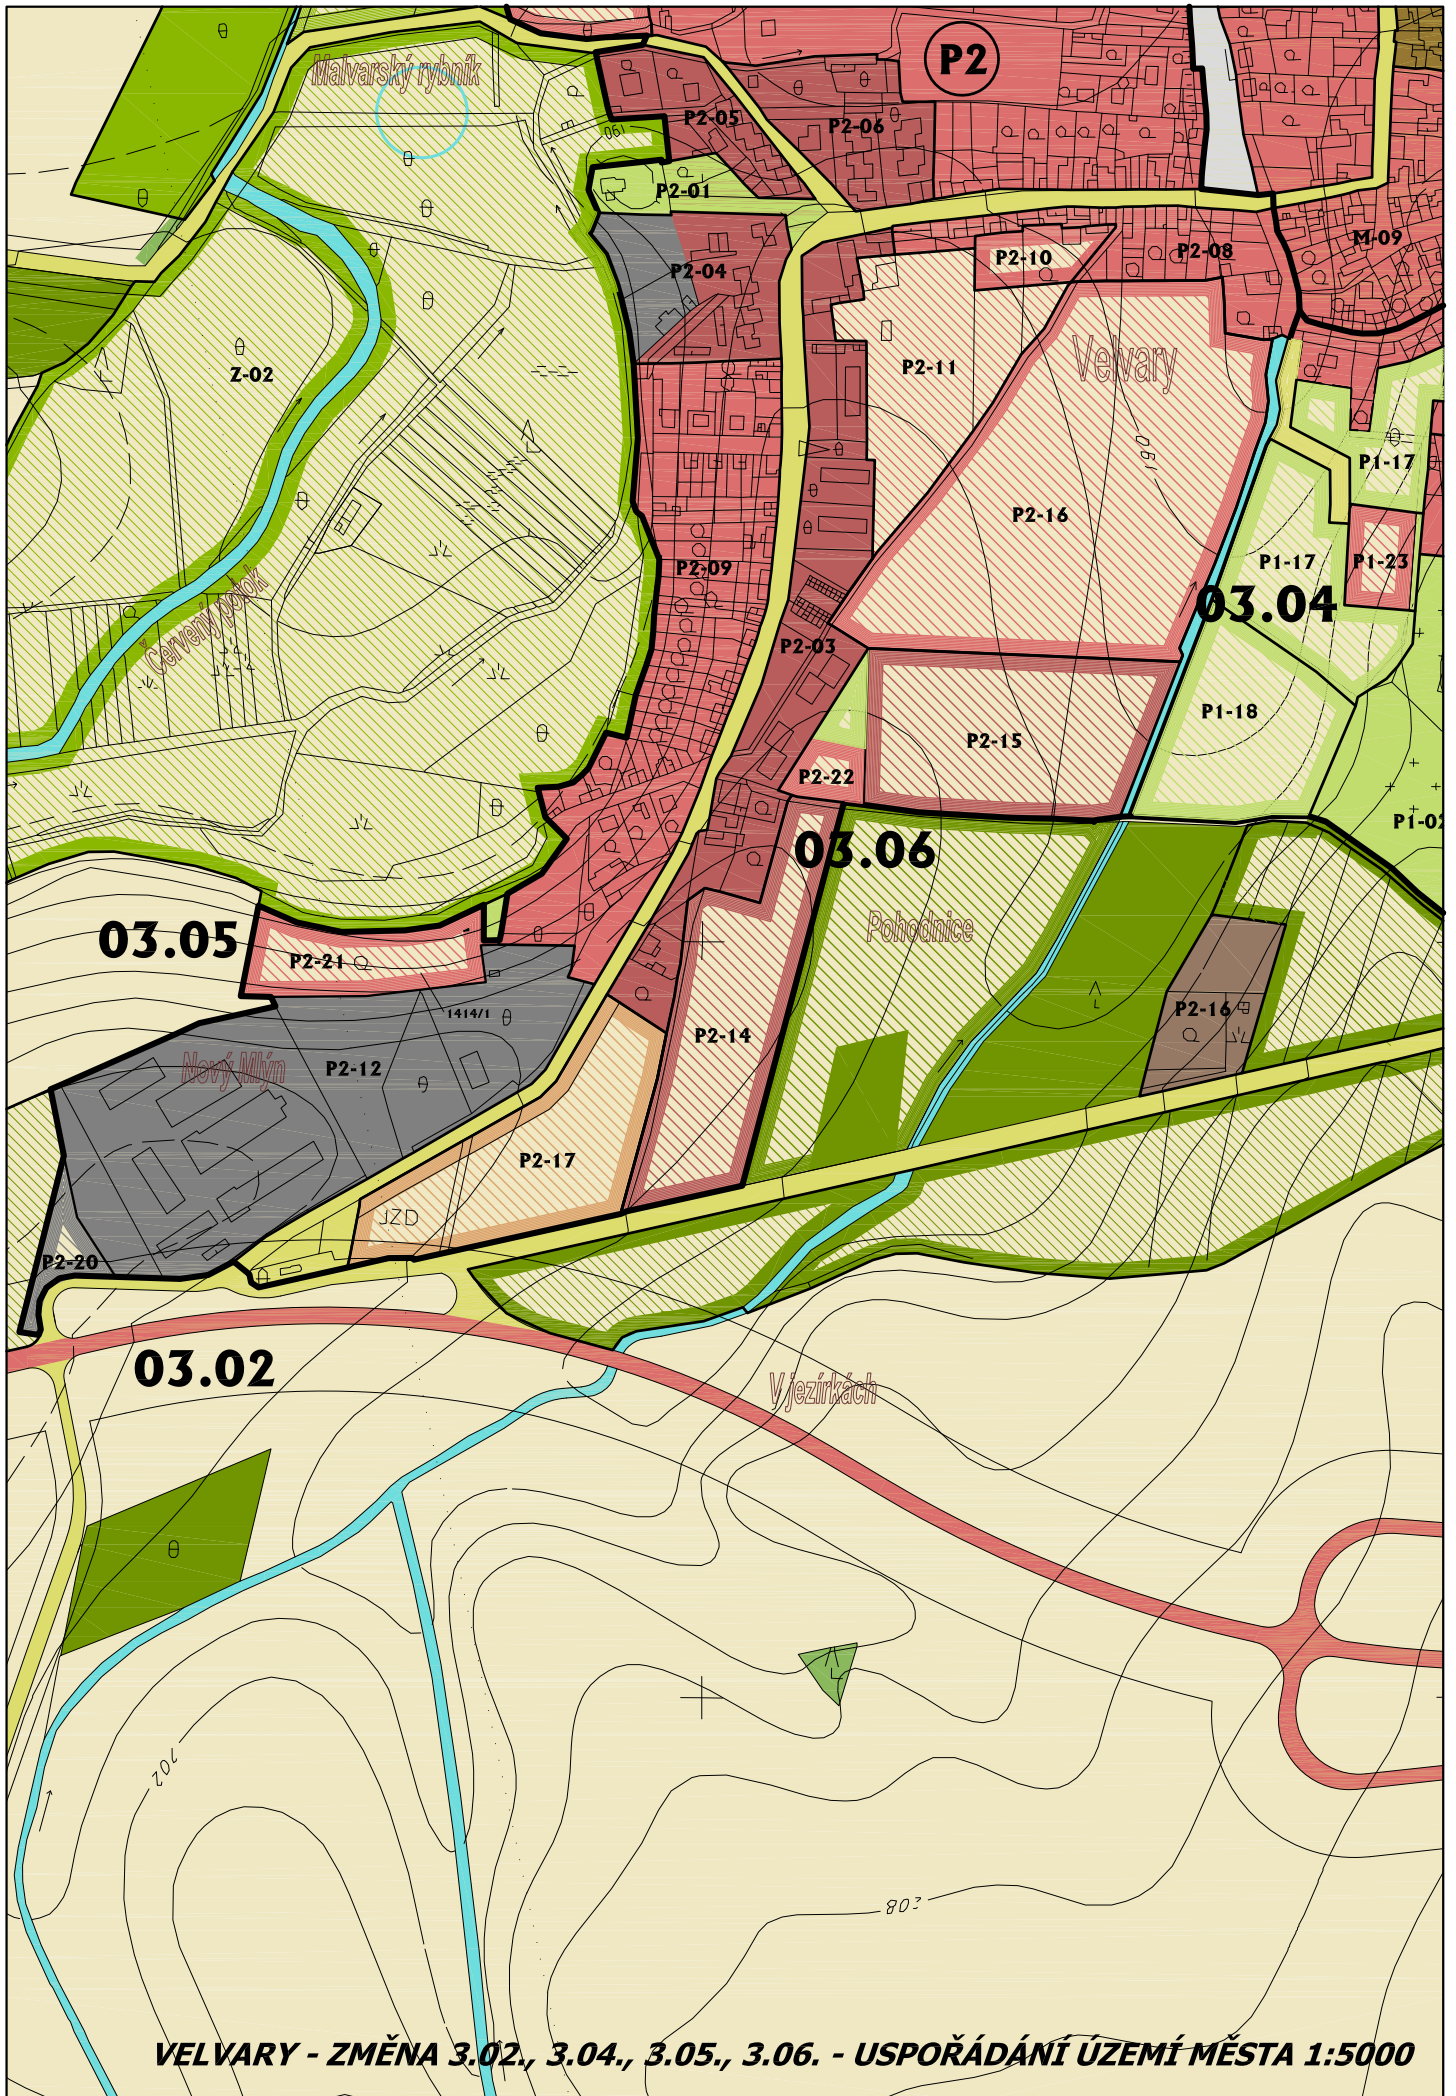 Malvarský rybník
P2
P2-05
P2-06
190
P2-01
M-09
P2-08
P2-10
P2-04
Velvary
P2-11
Z-02
190
P1-17
P2-16
P1-17
P1-23
P2-09
03.04
Červený potok
P2-03
P1-18
P2-15
P2-22
P1-02
03.06
Pohodnice
03.05
P2-21
1414/1
P2-16
P2-14
Nový Mlýn
P2-12
P2-17
JZD
P2-20
03.02
V jezírkách
202
208
VELVARY - ZMĚNA 3.02., 3.04., 3.05., 3.06. - USPOŘÁDÁNÍ ÚZEMÍ MĚSTA 1:5000